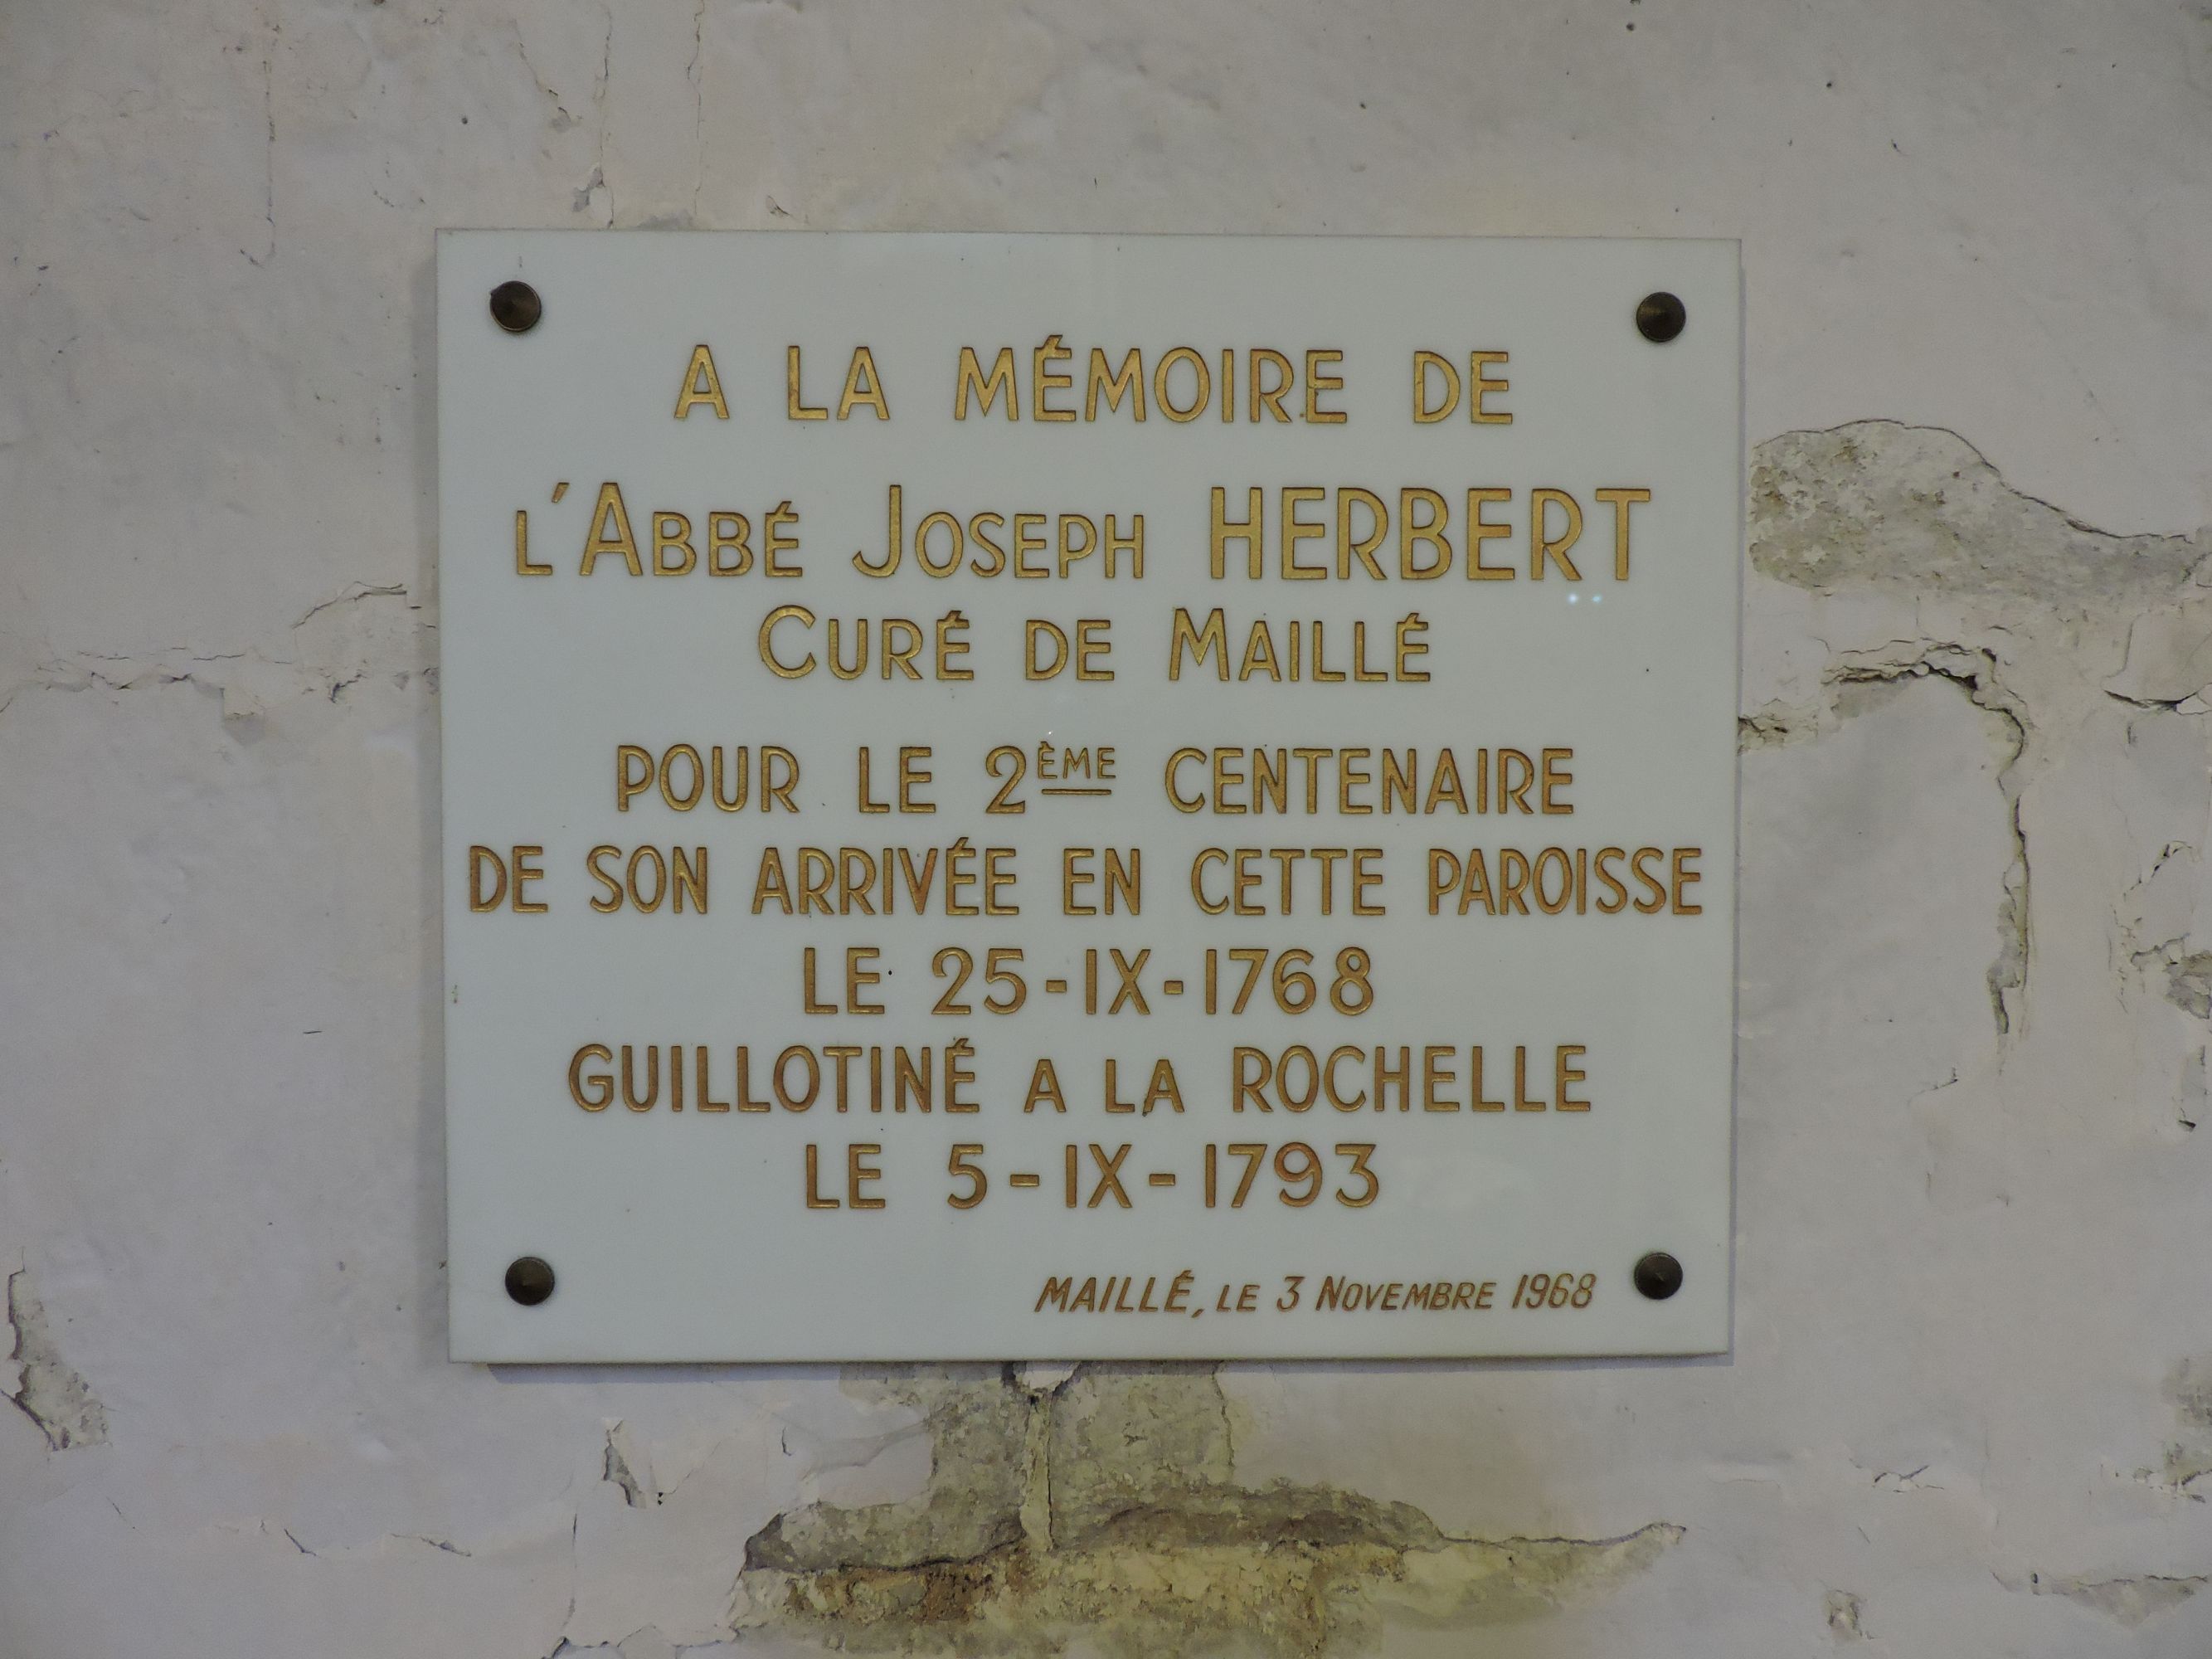 A LA MÉMOIRE DE
L'ABBÉ JOSEPH HERBERT
CURÉ DE MAILLÉ
POUR LE 2ÈME CENTENAIRE
DE SON ARRIVÉE EN CETTE PAROISSE
LE 25-IX-1768
GUILLOTINÉ A LA ROCHELLE
LE 5-IX-1793
MAILLÉ, LE 3 NOVEMBRE 1968